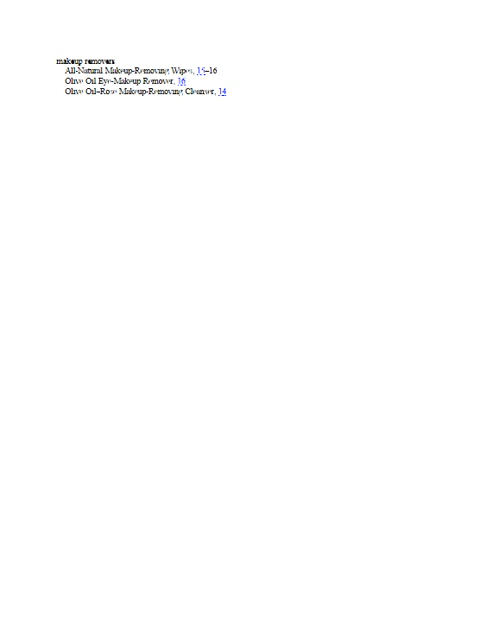 makeup removers
All-Natural Makeup-Removing Wipes, 15–16
Olive Oil Eye-Makeup Remover, 16
Olive Oil–Rose Makeup-Removing Cleanser, 14